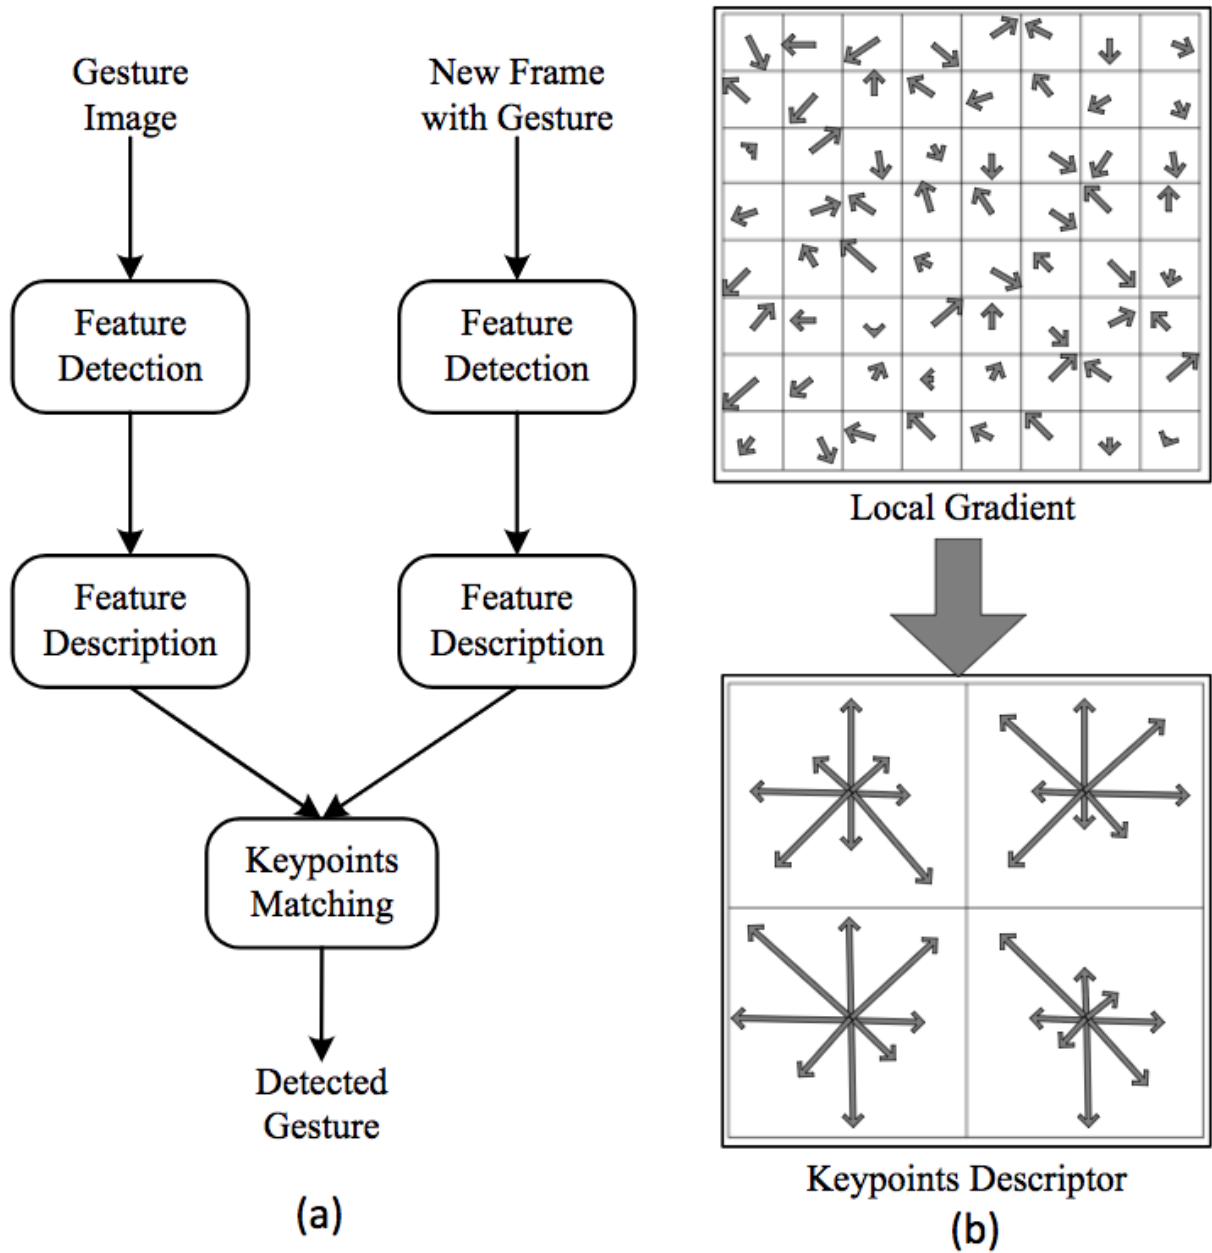 Gesture
Image
New Frame
with Gesture
Feature
Detection
Feature
Detection
Feature
Description
Feature
Description
Keypoints
Matching
Detected
Gesture
(a)
Local Gradient
Keypoints Descriptor
(b)